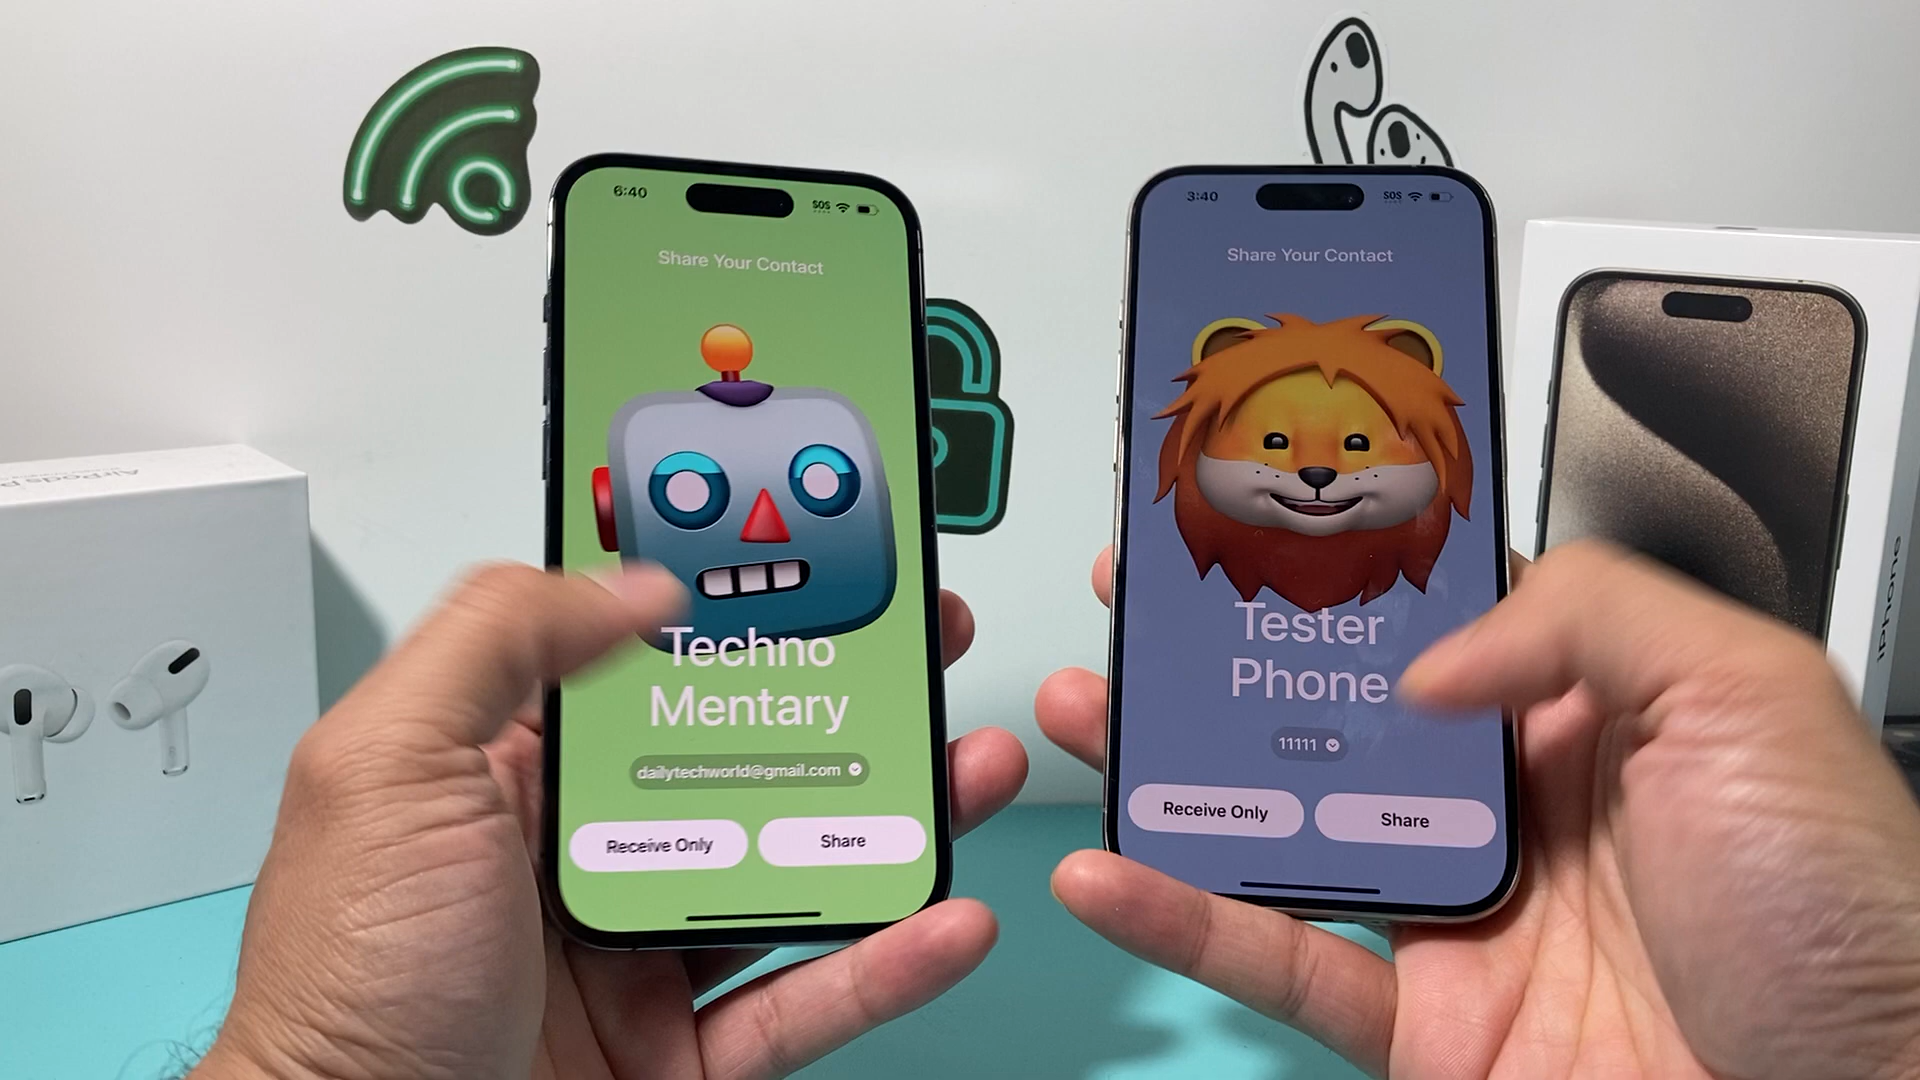 6:40
SOS
Share Your Contact
Techno
Mentary
dailytechworld@gmail.com
Receive Only
Share
3:40
SOS
Share Your Contact
Tester
Phone
11111
Receive Only
Share
iPhone
AirPods